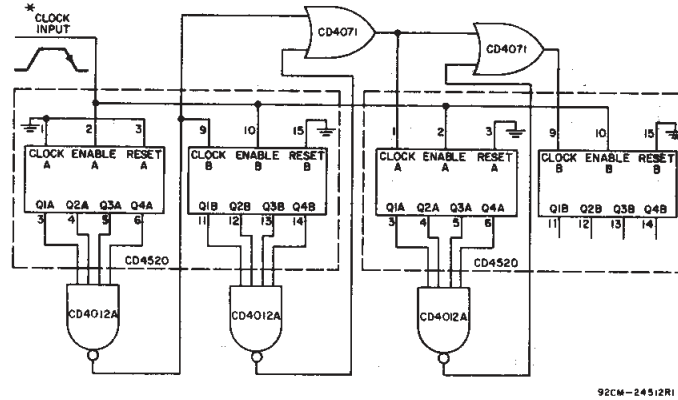 *
CLOCK
INPUT
CD4071
CD4071
1 2 3 9 10 15 1 2 3 9 10 15
CLOCK ENABLE RESET
A A A
CLOCK ENABLE RESET
B B B
CLOCK ENABLE RESET
A A A
CLOCK ENABLE RESET
B B B
Q1A Q2A Q3A Q4A
Q1B Q2B Q3B Q4B
Q1A Q2A Q3A Q4A
Q1B Q2B Q3B Q4B
3 4 5 6
11 12 13 14
3 4 5 6
11 12 13 14
CD4520
CD4520
CD4012A
CD4012A
CD4012A
92CM-24512R1